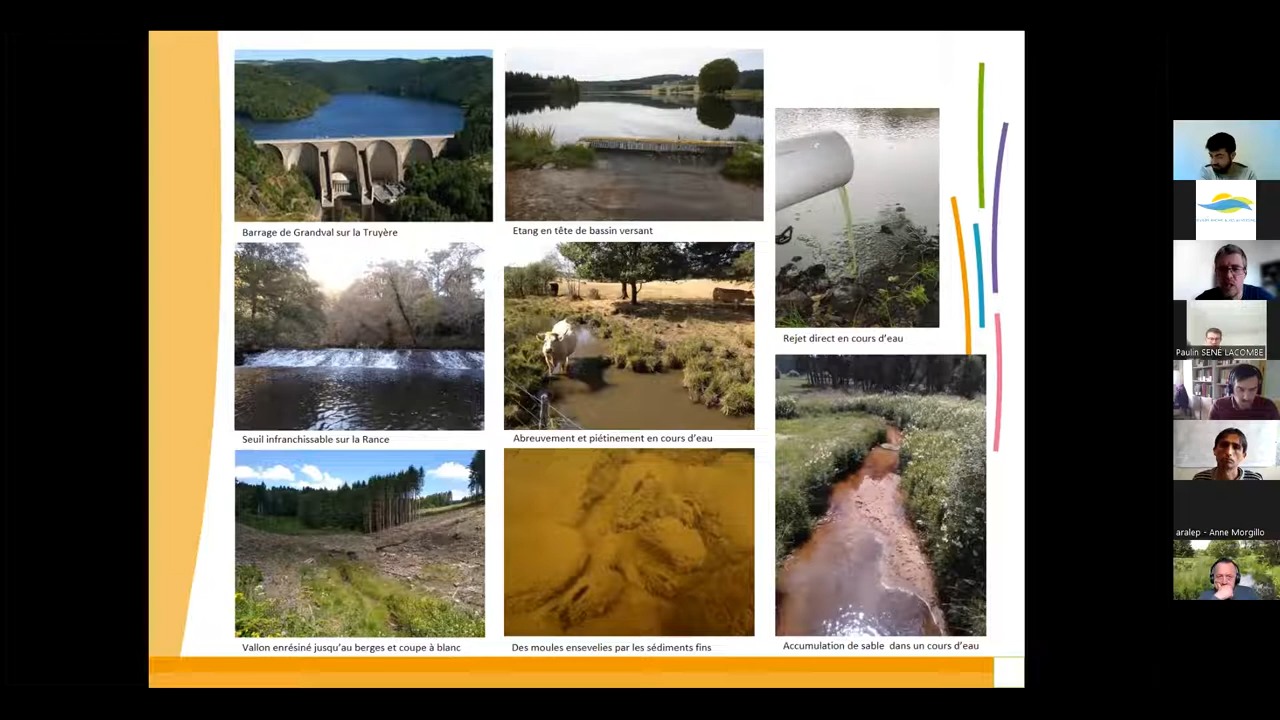 Barrage de Grandval sur la Truyère
Etang en tête de bassin versant
Rejet direct en cours d'eau
Seuil infranchissable sur la Rance
Abreuvement et piétinement en cours d'eau
Vallon enrésiné jusqu'au berges et coupe à blanc
Des moules ensevelies par les sédiments fins
Accumulation de sable dans un cours d'eau
Paulin SENE LACOMBE
aralep - Anne Morgillo